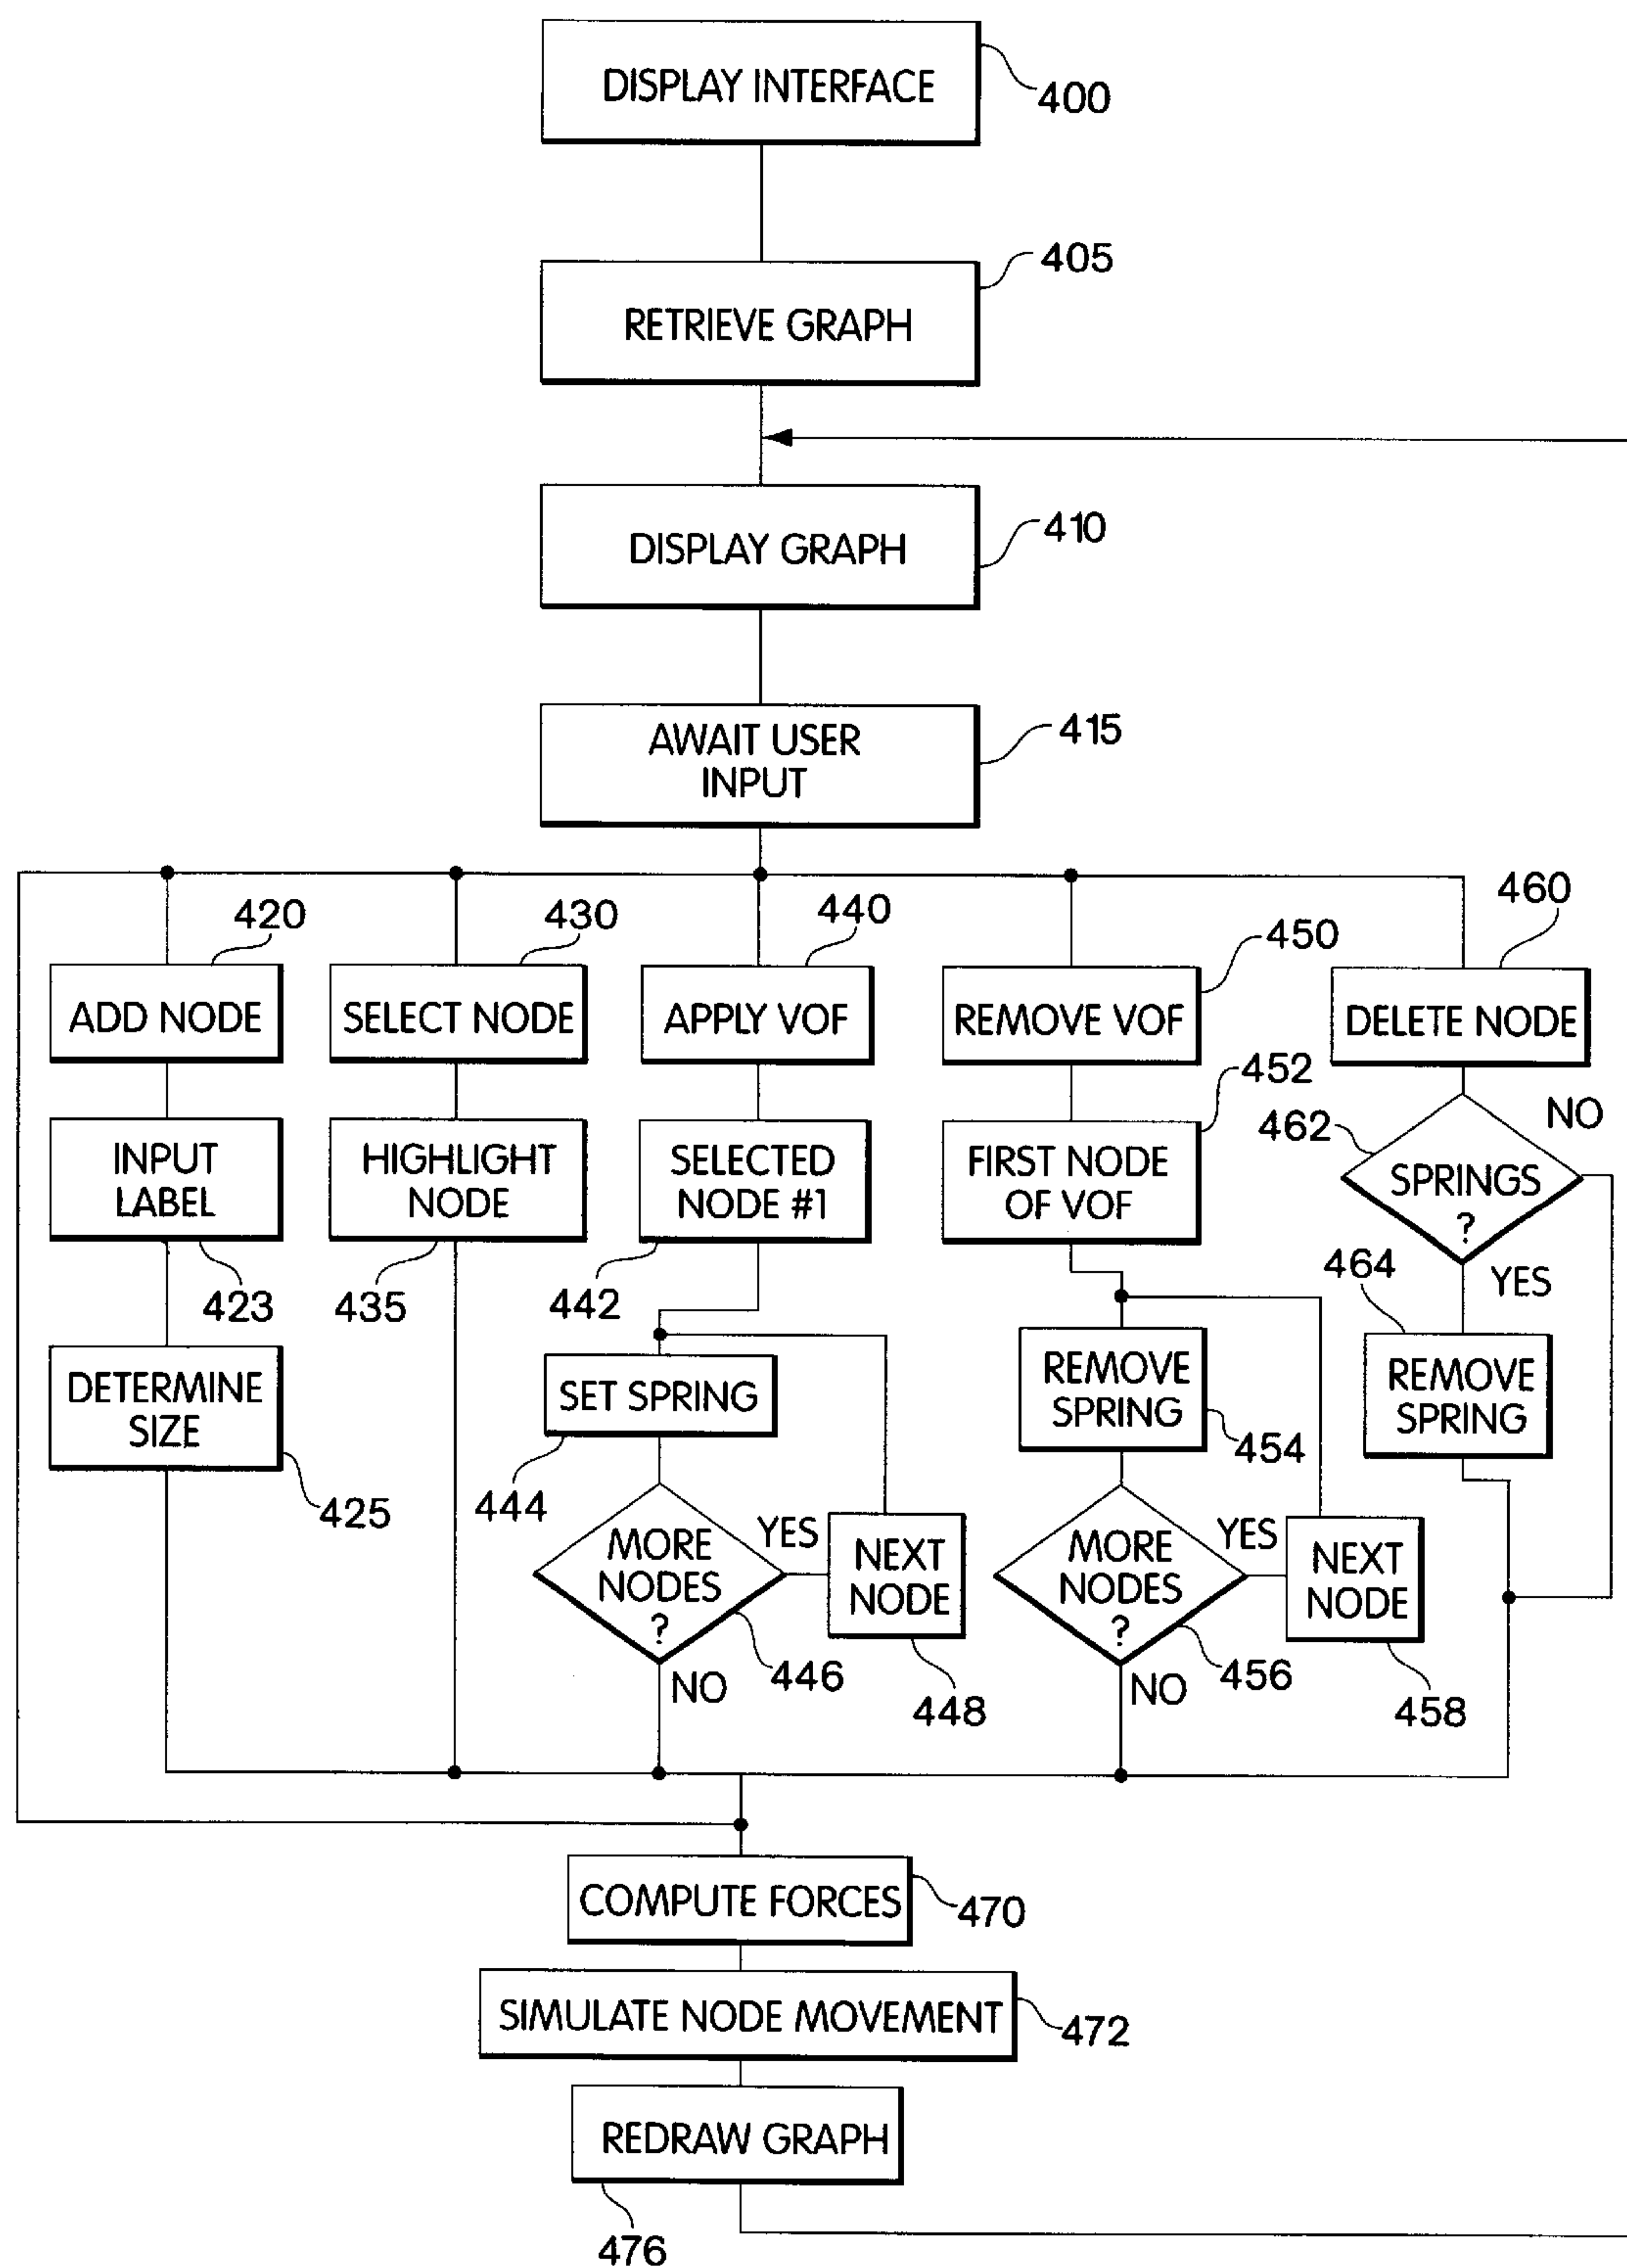 DISPLAY INTERFACE
400
405
RETRIEVE GRAPH
DISPLAY GRAPH
410
AWAIT USER
INPUT
415
420
430
440
450
460
ADD NODE
SELECT NODE
APPLY VOF
REMOVE VOF
DELETE NODE
452
462
NO
INPUT
LABEL
HIGHLIGHT
NODE
SELECTED
NODE #1
FIRST NODE
OF VOF
SPRINGS
?
423
435
442
464
YES
DETERMINE
SIZE
SET SPRING
REMOVE
SPRING
REMOVE
SPRING
425
444
454
MORE
NODES
?
YES
NEXT
NODE
MORE
NODES
?
YES
NEXT
NODE
446
NO
448
456
NO
458
COMPUTE FORCES
470
SIMULATE NODE MOVEMENT
472
REDRAW GRAPH
476